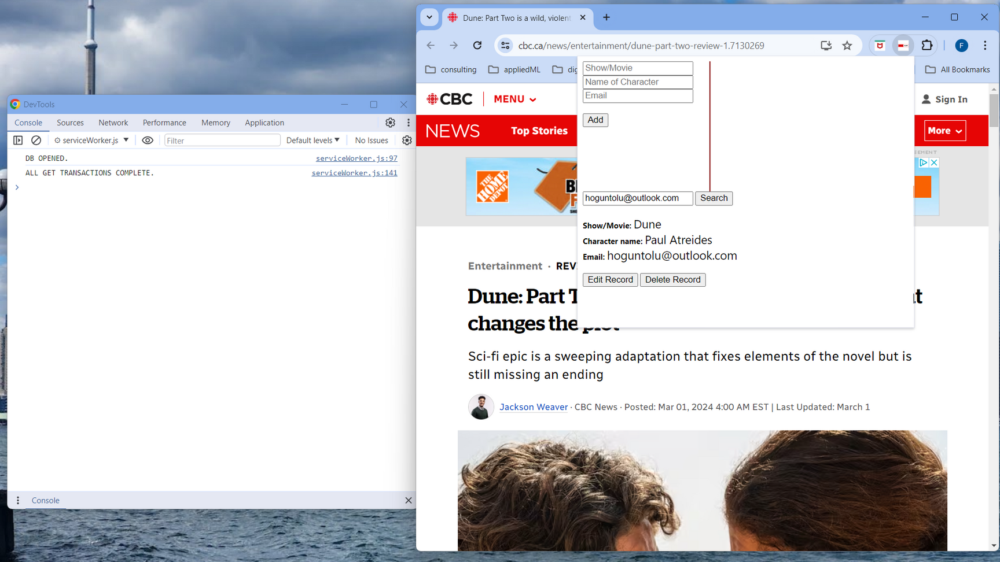 DevTools
Console Sources Network Performance Memory Application
serviceWorker.js Filter Default levels No Issues
DB OPENED. serviceWorker.js:97
ALL GET TRANSACTIONS COMPLETE. serviceWorker.js:141
Console
Dune: Part Two is a wild, violent
cbc.ca/news/entertainment/dune-part-two-review-1.7130269
F
consulting appliedML dig All Bookmarks
Show/Movie
Name of Character
Email
Add
CBC MENU Sign In
NEWS Top Stories More
THE HOME DEPOT
hoguntolu@outlook.com Search
Show/Movie: Dune
Character name: Paul Atreides
Email: hoguntolu@outlook.com
Edit Record Delete Record
Entertainment · REV
Dune: Part T
changes the plot
Sci-fi epic is a sweeping adaptation that fixes elements of the novel but is
still missing an ending
Jackson Weaver · CBC News · Posted: Mar 01, 2024 4:00 AM EST | Last Updated: March 1